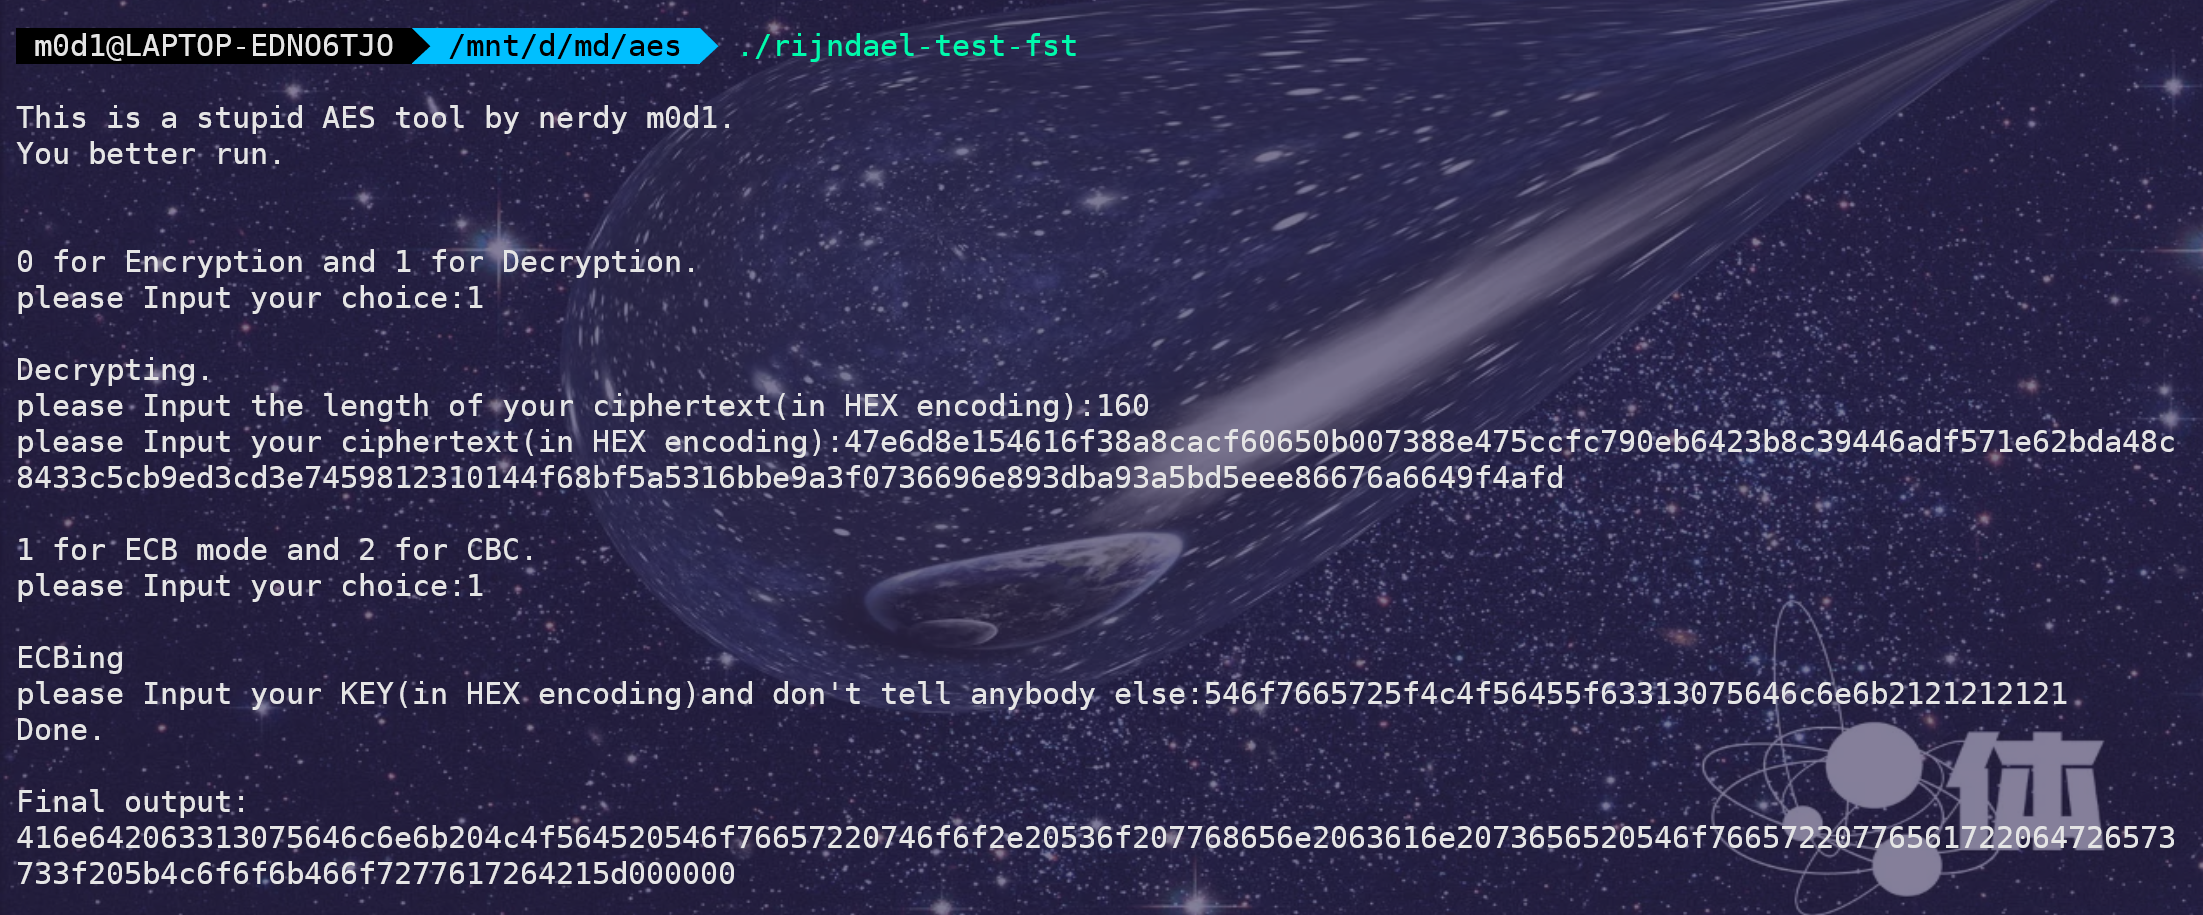 m0d1@LAPTOP-EDNO6TJO /mnt/d/md/aes ./rijndael-test-fst
This is a stupid AES tool by nerdy m0d1.
You better run.
0 for Encryption and 1 for Decryption.
please Input your choice:1
Decrypting.
please Input the length of your ciphertext(in HEX encoding):160
please Input your ciphertext(in HEX encoding):47e6d8e154616f38a8cacf60650b007388e475ccfc790eb6423b8c39446adf571e62bda48c
8433c5cb9ed3cd3e7459812310144f68bf5a5316bbe9a3f0736696e893dba93a5bd5eee86676a6649f4afd
1 for ECB mode and 2 for CBC.
please Input your choice:1
ECBing
please Input your KEY(in HEX encoding)and don't tell anybody else:546f7665725f4c4f56455f63313075646c6e6b2121212121
Done.
Final output:
416e642063313075646c6e6b204c4f564520546f76657220746f6f2e20536f207768656e2063616e2073656520546f76657220776561722064726573
733f205b4c6f6f6b466f7277617264215d000000
体